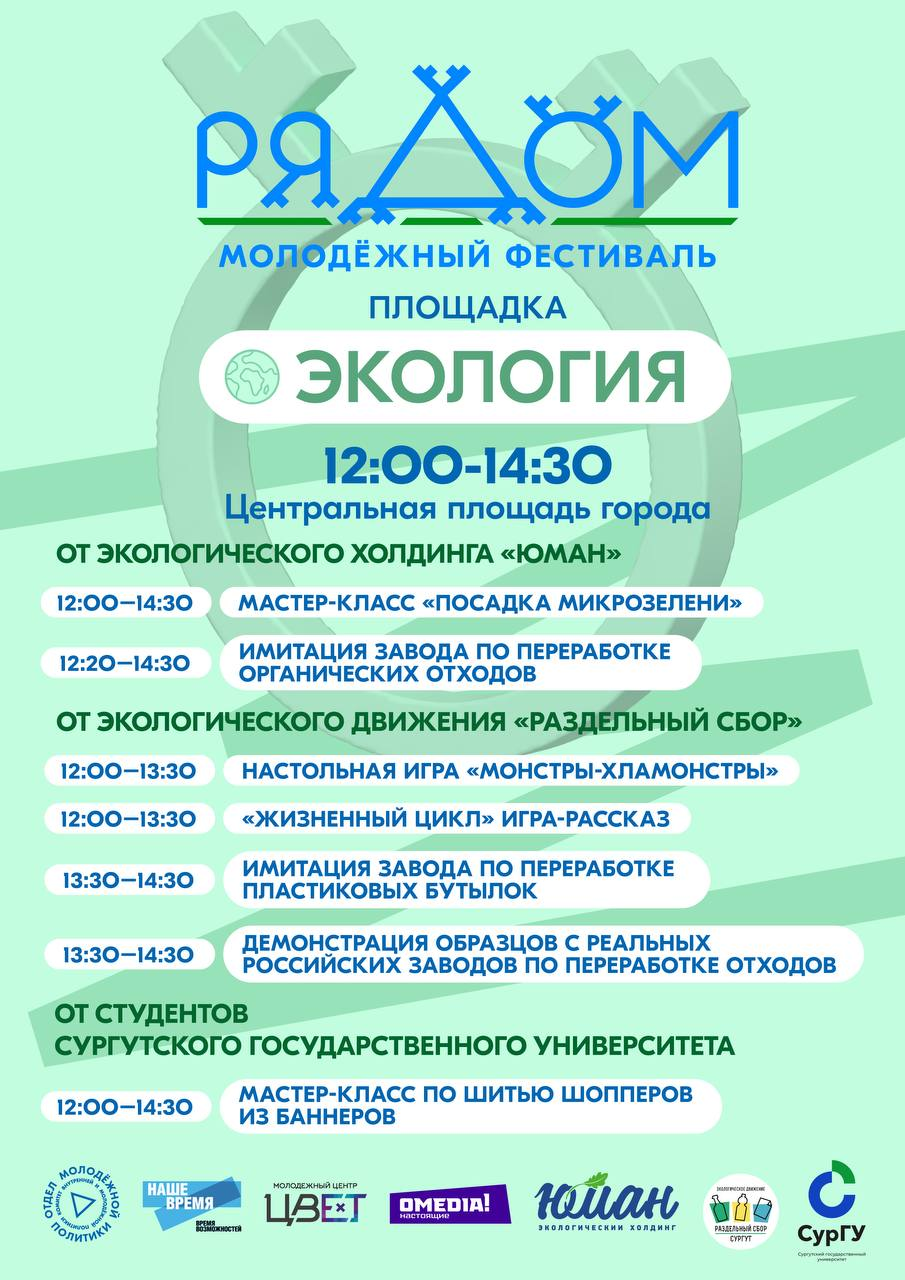 РЯДОМ
МОЛОДЁЖНЫЙ ФЕСТИВАЛЬ
ПЛОЩАДКА
ЭКОЛОГИЯ
12:00-14:30
Центральная площадь города
ОТ ЭКОЛОГИЧЕСКОГО ХОЛДИНГА «ЮМАН»
12:00—14:30 МАСТЕР-КЛАСС «ПОСАДКА МИКРОЗЕЛЕНИ»
12:20—14:30 ИМИТАЦИЯ ЗАВОДА ПО ПЕРЕРАБОТКЕ
ОРГАНИЧЕСКИХ ОТХОДОВ
ОТ ЭКОЛОГИЧЕСКОГО ДВИЖЕНИЯ «РАЗДЕЛЬНЫЙ СБОР»
12:00—13:30 НАСТОЛЬНАЯ ИГРА «МОНСТРЫ-ХЛАМОНСТРЫ»
12:00—13:30 «ЖИЗНЕННЫЙ ЦИКЛ» ИГРА-РАССКАЗ
13:30—14:30 ИМИТАЦИЯ ЗАВОДА ПО ПЕРЕРАБОТКЕ
ПЛАСТИКОВЫХ БУТЫЛОК
13:30—14:30 ДЕМОНСТРАЦИЯ ОБРАЗЦОВ С РЕАЛЬНЫХ
РОССИЙСКИХ ЗАВОДОВ ПО ПЕРЕРАБОТКЕ ОТХОДОВ
ОТ СТУДЕНТОВ
СУРГУТСКОГО ГОСУДАРСТВЕННОГО УНИВЕРСИТЕТА
12:00—14:30 МАСТЕР-КЛАСС ПО ШИТЬЮ ШОППЕРОВ
ИЗ БАННЕРОВ
ОТДЕЛ МОЛОДЁЖНОЙ ПОЛИТИКИ
КОМИТЕТ ВНУТРЕННЕЙ И МОЛОДЕЖНОЙ ПОЛИТИКИ
НАШЕ
ВРЕМЯ
ВРЕМЯ
ВОЗМОЖНОСТЕЙ
МОЛОДЕЖНЫЙ ЦЕНТР
ЦВЕТ
OMEDIA!
НАСТОЯЩИЕ
Юман
ЭКОЛОГИЧЕСКИЙ ХОЛДИНГ
ЭКОЛОГИЧЕСКОЕ ДВИЖЕНИЕ
РАЗДЕЛЬНЫЙ СБОР
СУРГУТ
СурГУ
Сургутский государственный
университет